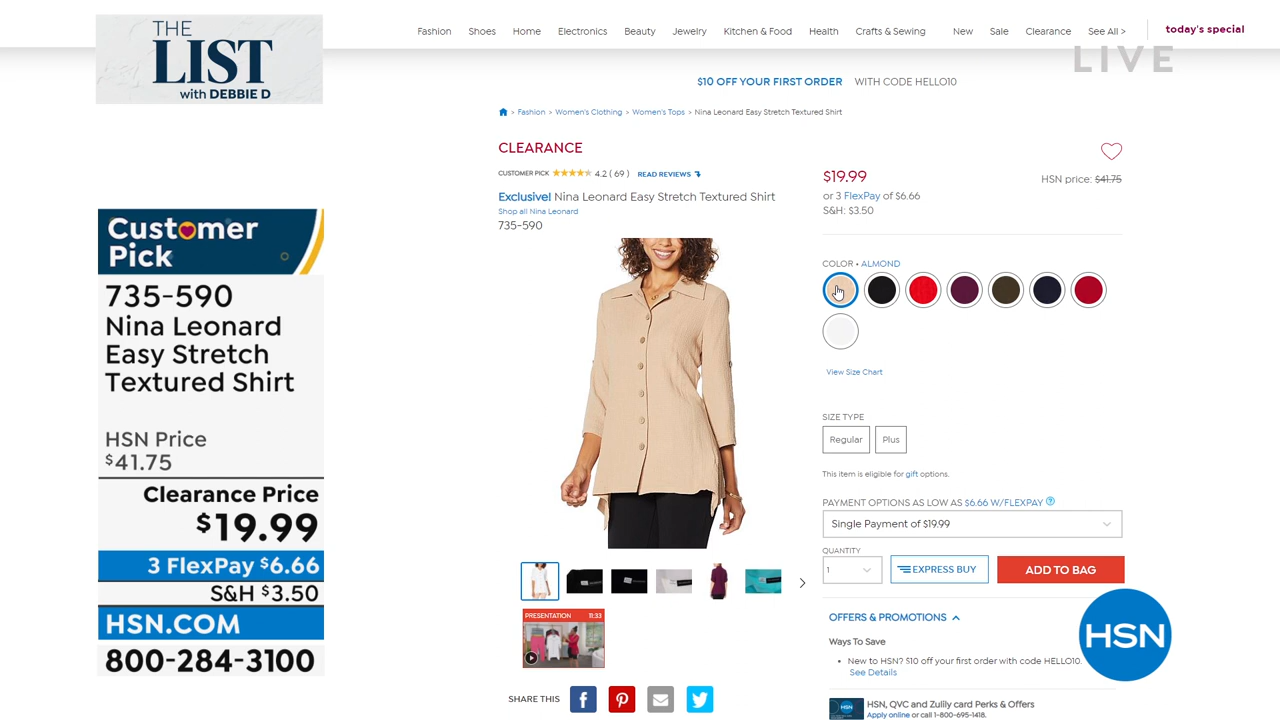 THE
LIST
with DEBBIE D
Fashion Shoes Home Electronics Beauty Jewelry Kitchen & Food Health Crafts & Sewing New Sale Clearance See All > today's special
LIVE
$10 OFF YOUR FIRST ORDER WITH CODE HELLO10
> Fashion > Women's Clothing > Women's Tops > Nina Leonard Easy Stretch Textured Shirt
CLEARANCE
CUSTOMER PICK 4.2 ( 69 ) READ REVIEWS
Exclusive! Nina Leonard Easy Stretch Textured Shirt
Shop all Nina Leonard
735-590
$19.99 HSN price: $41.75
or 3 FlexPay of $6.66
S&H: $3.50
COLOR • ALMOND
View Size Chart
SIZE TYPE
Regular Plus
This item is eligible for gift options.
PAYMENT OPTIONS AS LOW AS $6.66 W/FLEXPAY ?
Single Payment of $19.99
QUANTITY
1 EXPRESS BUY ADD TO BAG
OFFERS & PROMOTIONS
Ways To Save
• New to HSN? $10 off your first order with code HELLO10.
See Details
HSN
HSN, QVC and Zulily card Perks & Offers
Apply online or call 1-800-695-1418.
PRESENTATION 11:33
SHARE THIS
Customer
Pick
735-590
Nina Leonard
Easy Stretch
Textured Shirt
HSN Price
$41.75
Clearance Price
$19.99
3 FlexPay $6.66
S&H $3.50
HSN.COM
800-284-3100
HSN